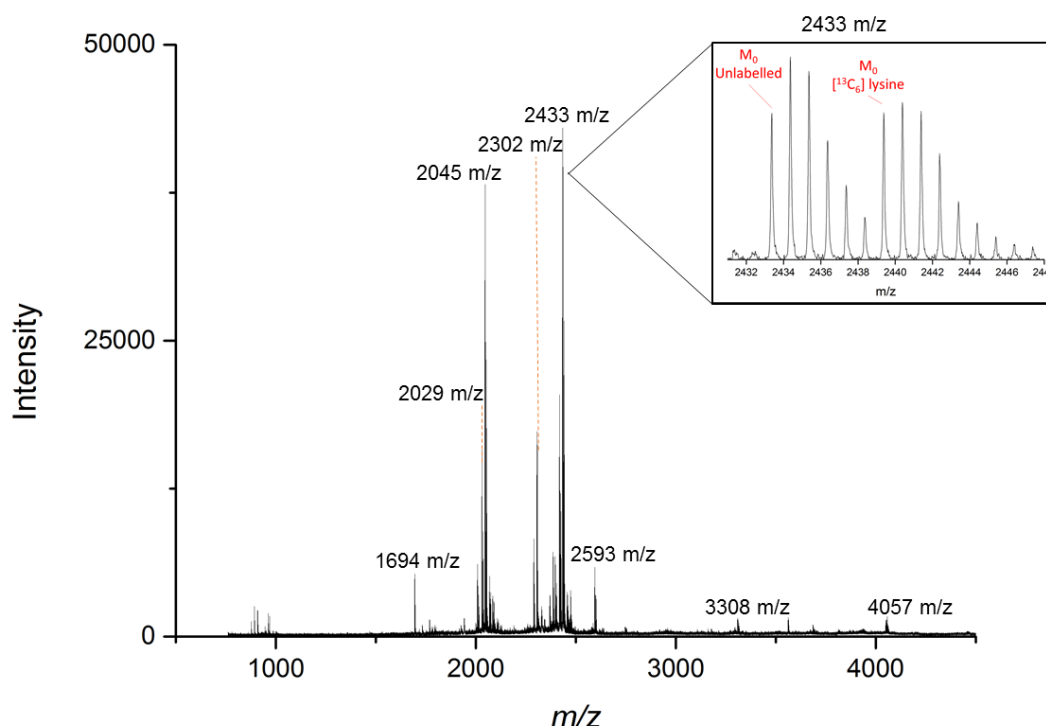 2433 m/z
50000
M₀
Unlabelled
M₀
[¹³C₆] lysine
2433 m/z
2302 m/z
2045 m/z
2432 2434 2436 2438 2440 2442 2444 2446 244
m/z
25000
2029 m/z
Intensity
1694 m/z
2593 m/z
3308 m/z
4057 m/z
0
1000 2000 3000 4000
m/z